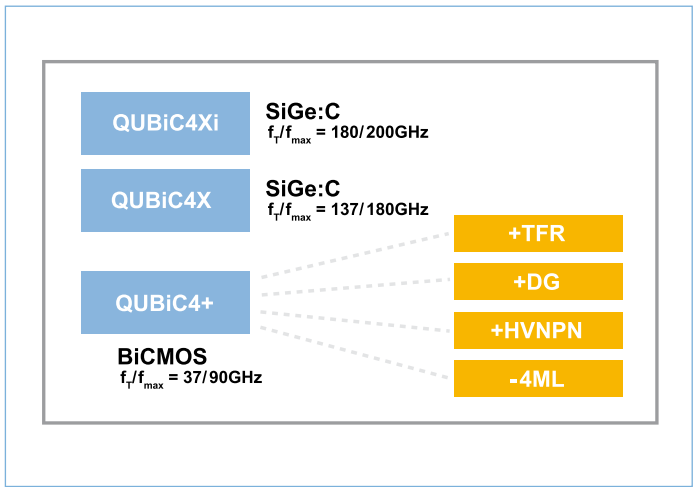 QUBiC4Xi
SiGe:C
fT/fmax = 180/200GHz
QUBiC4X
SiGe:C
fT/fmax = 137/180GHz
QUBiC4+
BiCMOS
fT/fmax = 37/90GHz
+TFR
+DG
+HVNPN
-4ML